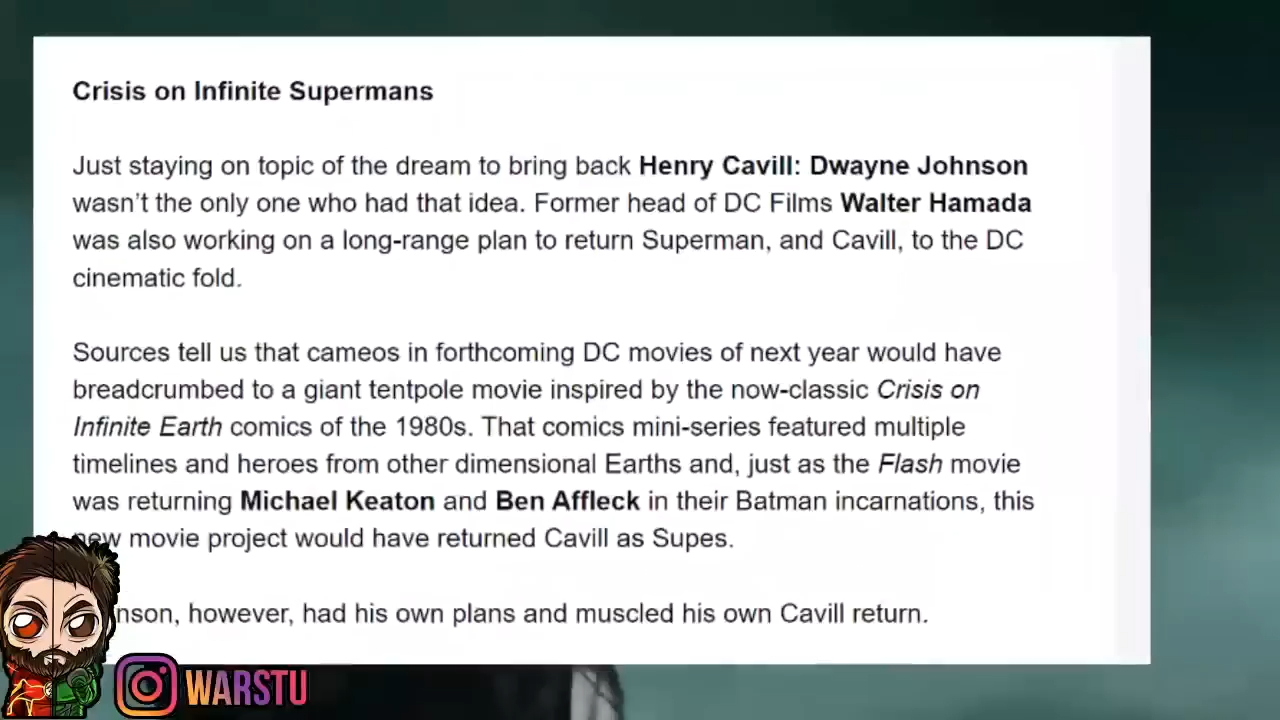 Crisis on Infinite Supermans
Just staying on topic of the dream to bring back Henry Cavill: Dwayne Johnson
wasn’t the only one who had that idea. Former head of DC Films Walter Hamada
was also working on a long-range plan to return Superman, and Cavill, to the DC
cinematic fold.
Sources tell us that cameos in forthcoming DC movies of next year would have
breadcrumbed to a giant tentpole movie inspired by the now-classic Crisis on
Infinite Earth comics of the 1980s. That comics mini-series featured multiple
timelines and heroes from other dimensional Earths and, just as the Flash movie
was returning Michael Keaton and Ben Affleck in their Batman incarnations, this
new movie project would have returned Cavill as Supes.
nson, however, had his own plans and muscled his own Cavill return.
WARSTU